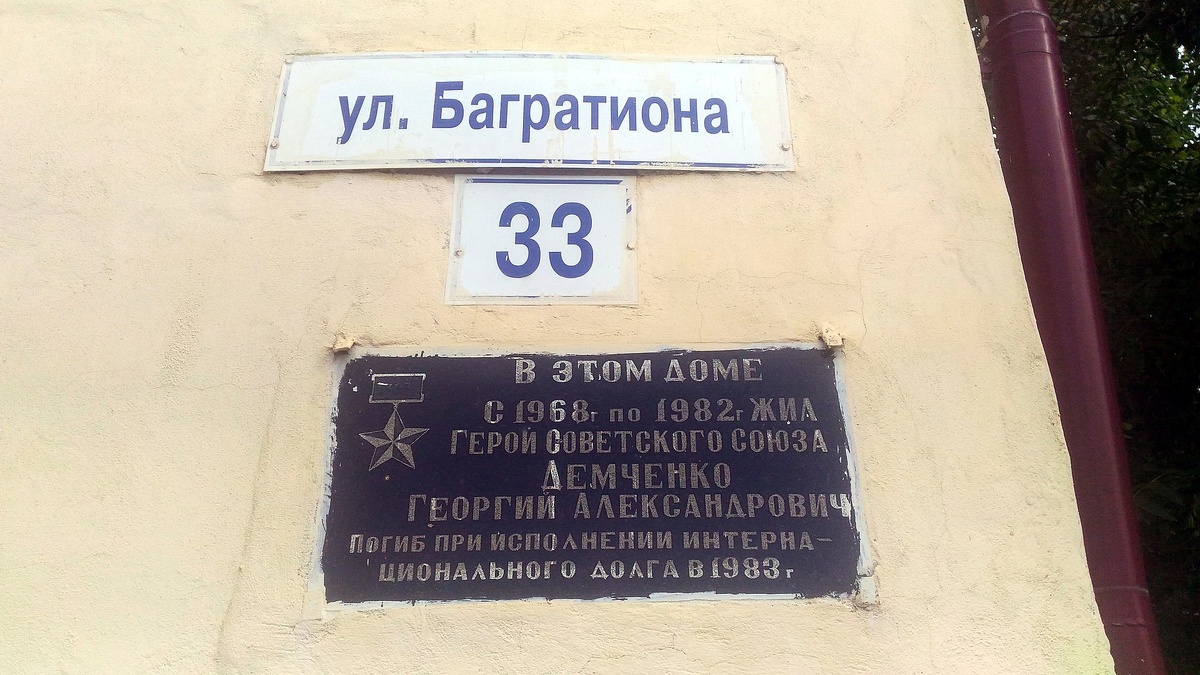 ул. Багратиона
33
В ЭТОМ ДОМЕ
С 1968г ПО 1982г ЖИЛ
ГЕРОЙ СОВЕТСКОГО СОЮЗА
ДЕМЧЕНКО
ГЕОРГИЙ АЛЕКСАНДРОВИЧ
ПОГИБ ПРИ ИСПОЛНЕНИИ ИНТЕРНА-
ЦИОНАЛЬНОГО ДОЛГА В 1983г